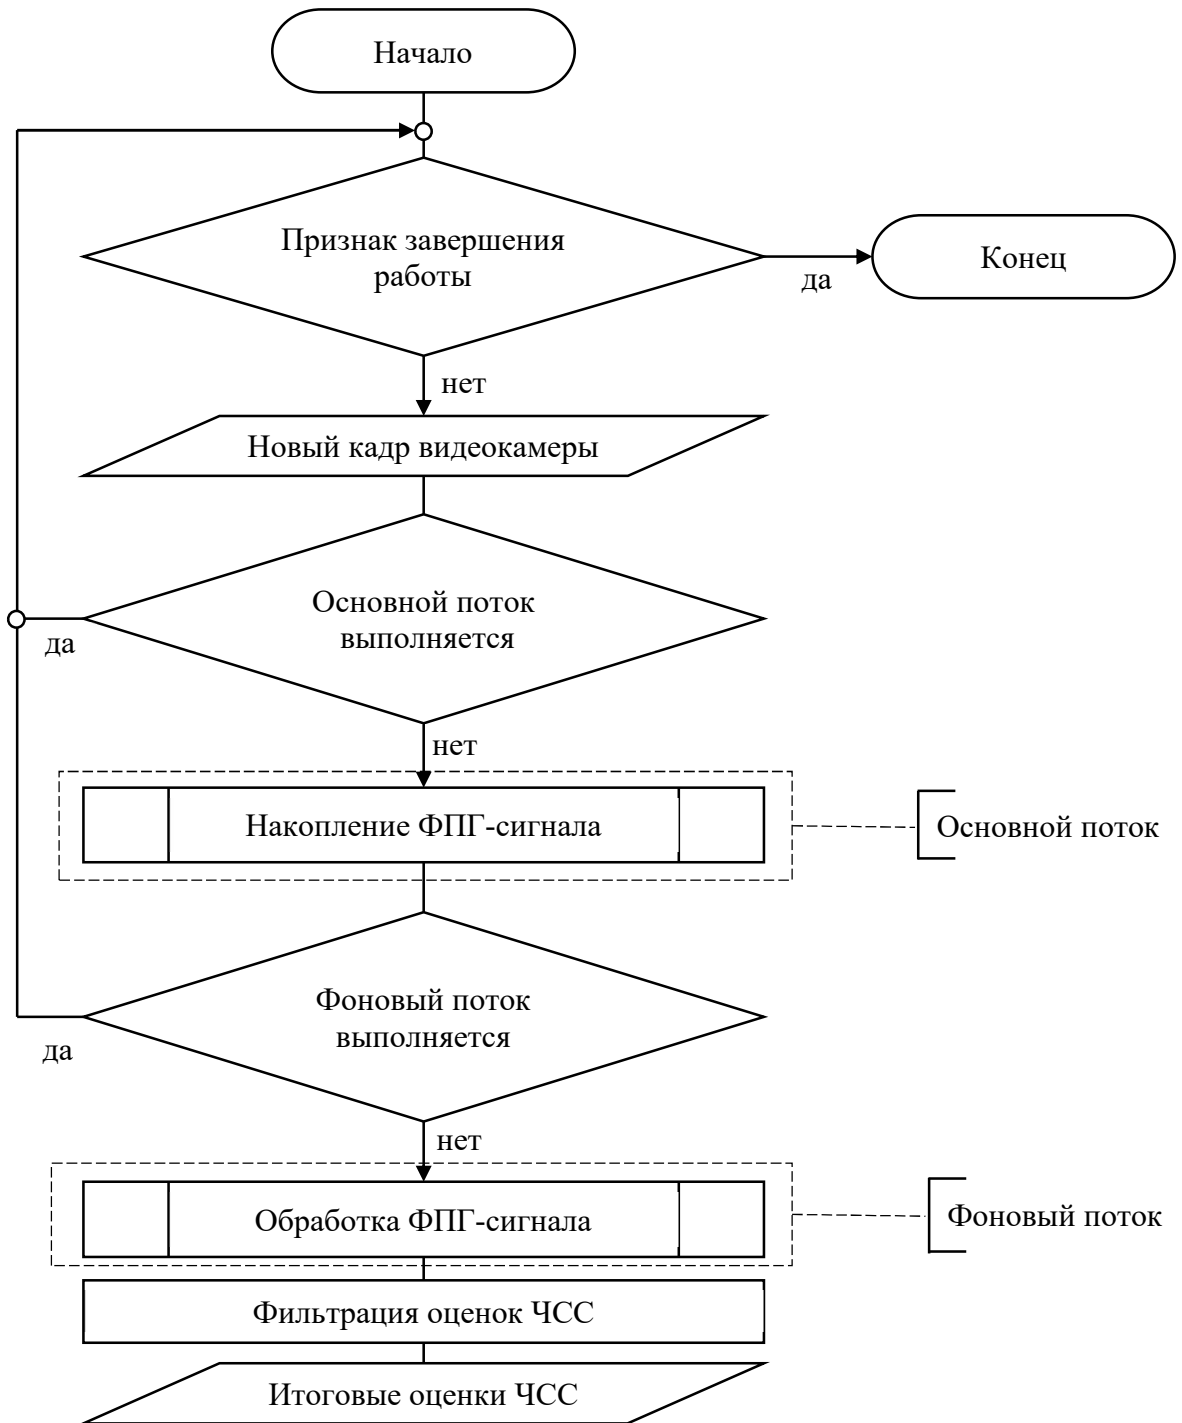 Начало
Признак завершения
работы
да
Конец
нет
Новый кадр видеокамеры
Основной поток
выполняется
да
нет
Накопление ФПГ-сигнала
Основной поток
Фоновый поток
выполняется
да
нет
Обработка ФПГ-сигнала
Фоновый поток
Фильтрация оценок ЧСС
Итоговые оценки ЧСС